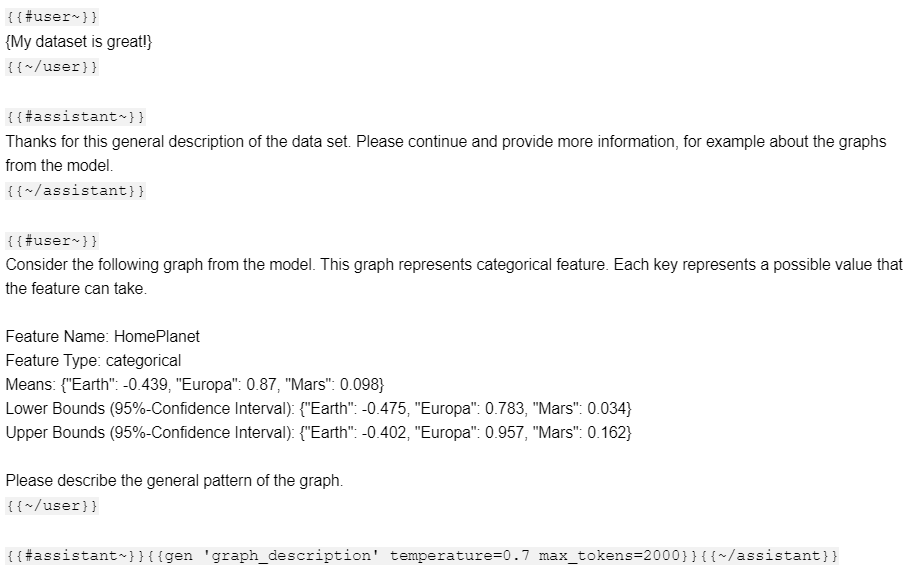 {{#user~}}
{My dataset is great!}
{{~/user}}
{{#assistant~}}
Thanks for this general description of the data set. Please continue and provide more information, for example about the graphs
from the model.
{{~/assistant}}
{{#user~}}
Consider the following graph from the model. This graph represents categorical feature. Each key represents a possible value that
the feature can take.
Feature Name: HomePlanet
Feature Type: categorical
Means: {"Earth": -0.439, "Europa": 0.87, "Mars": 0.098}
Lower Bounds (95%-Confidence Interval): {"Earth": -0.475, "Europa": 0.783, "Mars": 0.034}
Upper Bounds (95%-Confidence Interval): {"Earth": -0.402, "Europa": 0.957, "Mars": 0.162}
Please describe the general pattern of the graph.
{{~/user}}
{{#assistant~}}{{gen 'graph_description' temperature=0.7 max_tokens=2000}}{{~/assistant}}